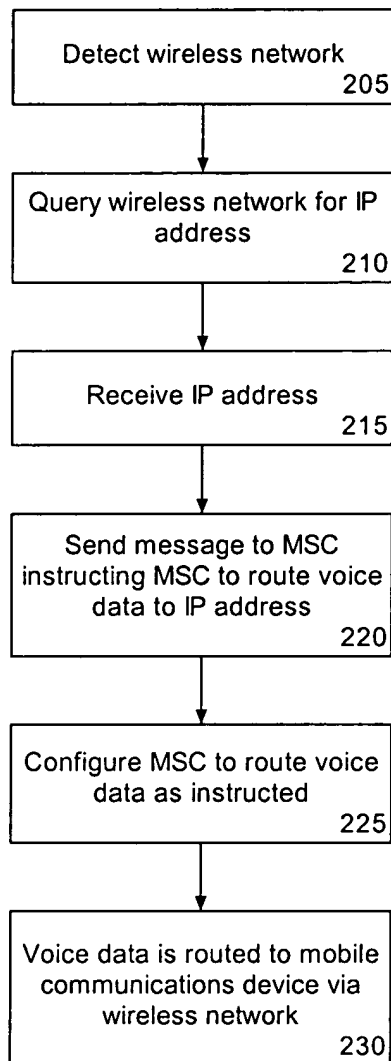 Detect wireless network
205
Query wireless network for IP
address
210
Receive IP address
215
Send message to MSC
instructing MSC to route voice
data to IP address
220
Configure MSC to route voice
data as instructed
225
Voice data is routed to mobile
communications device via
wireless network
230